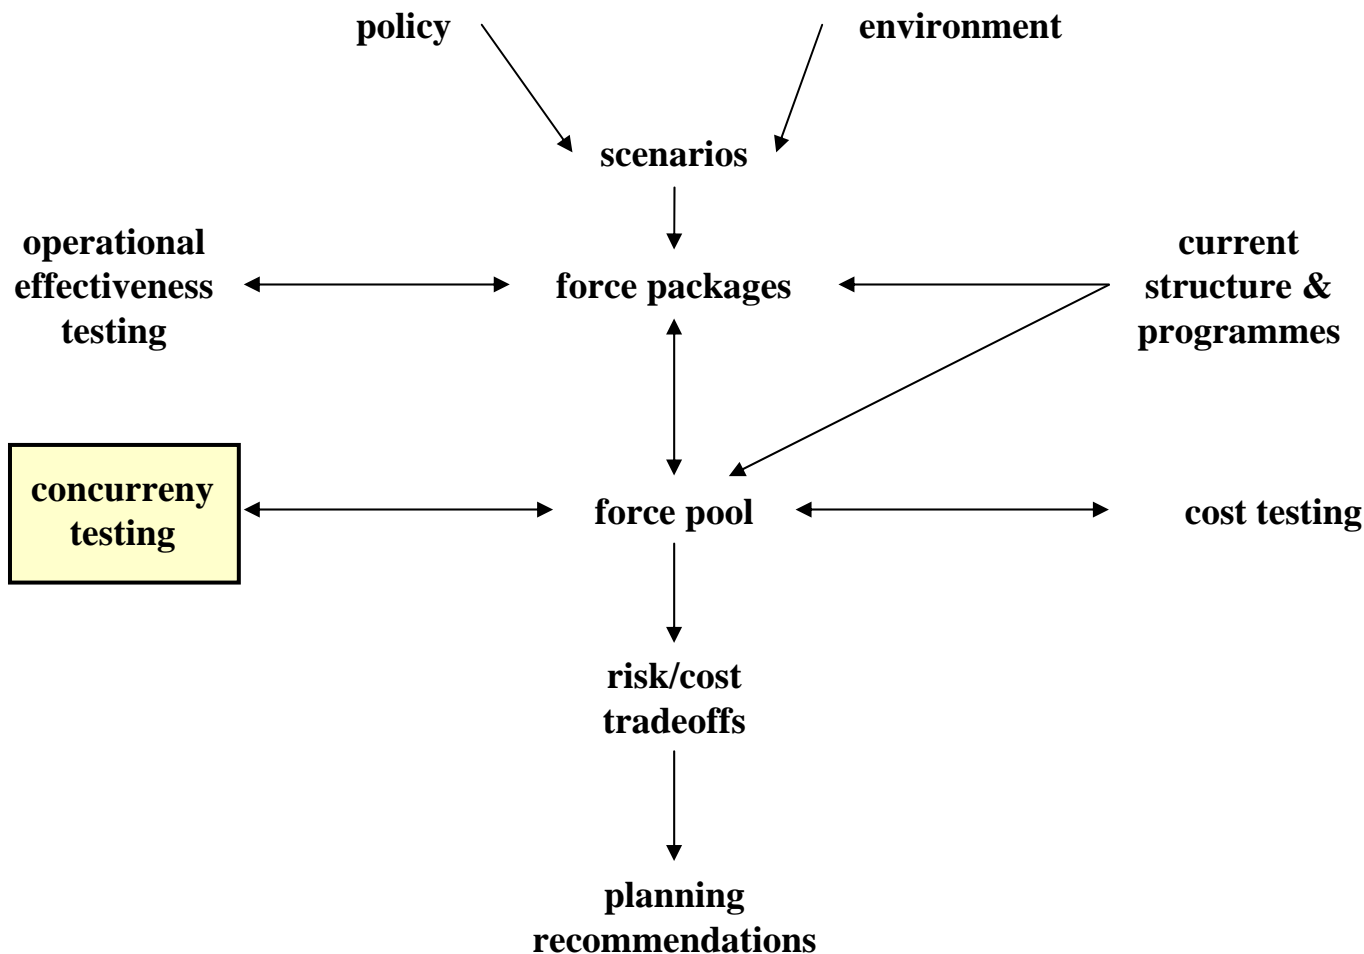 policy
environment
scenarios
operational
effectiveness
testing
force packages
current
structure &
programmes
concurreny
testing
force pool
cost testing
risk/cost
tradeoffs
planning
recommendations